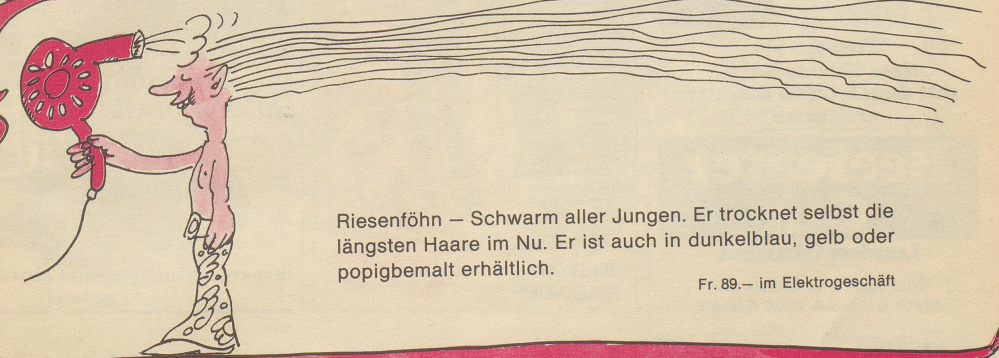 Riesenföhn – Schwarm aller Jungen. Er trocknet selbst die
längsten Haare im Nu. Er ist auch in dunkelblau, gelb oder
popigbemalt erhältlich.
Fr. 89.– im Elektrogeschäft